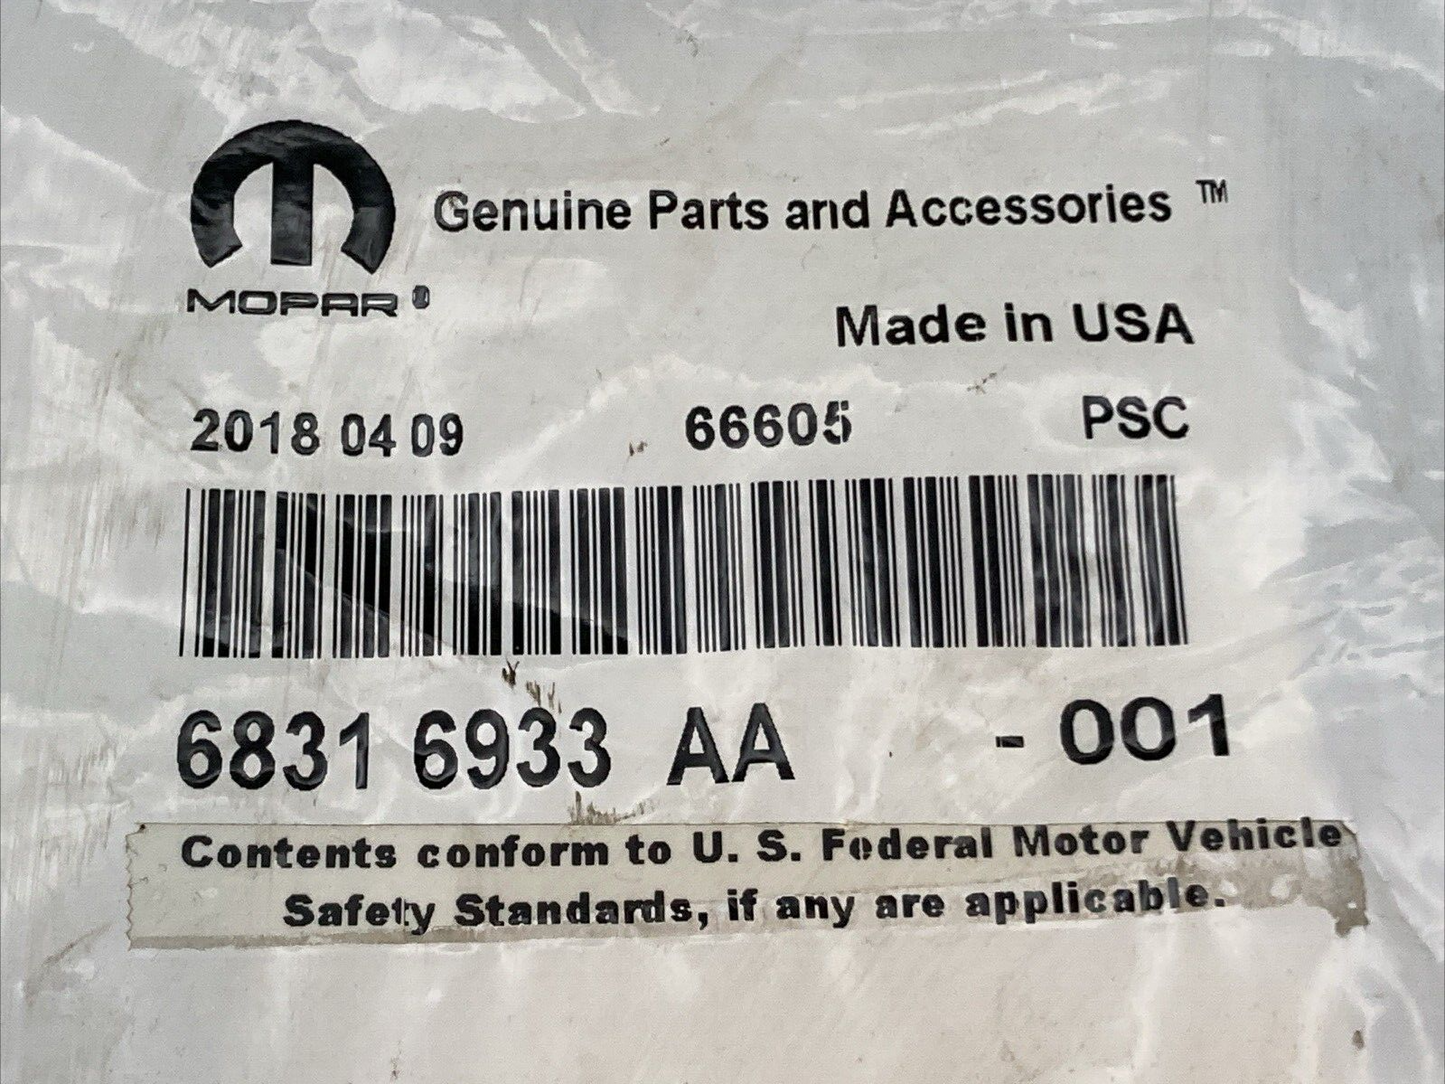 Genuine Parts and Accessories ™
MOPAR®
Made in USA
2018 04 09 66605 PSC
6831 6933 AA - 001
Contents conform to U. S. Federal Motor Vehicle
Safety Standards, if any are applicable.